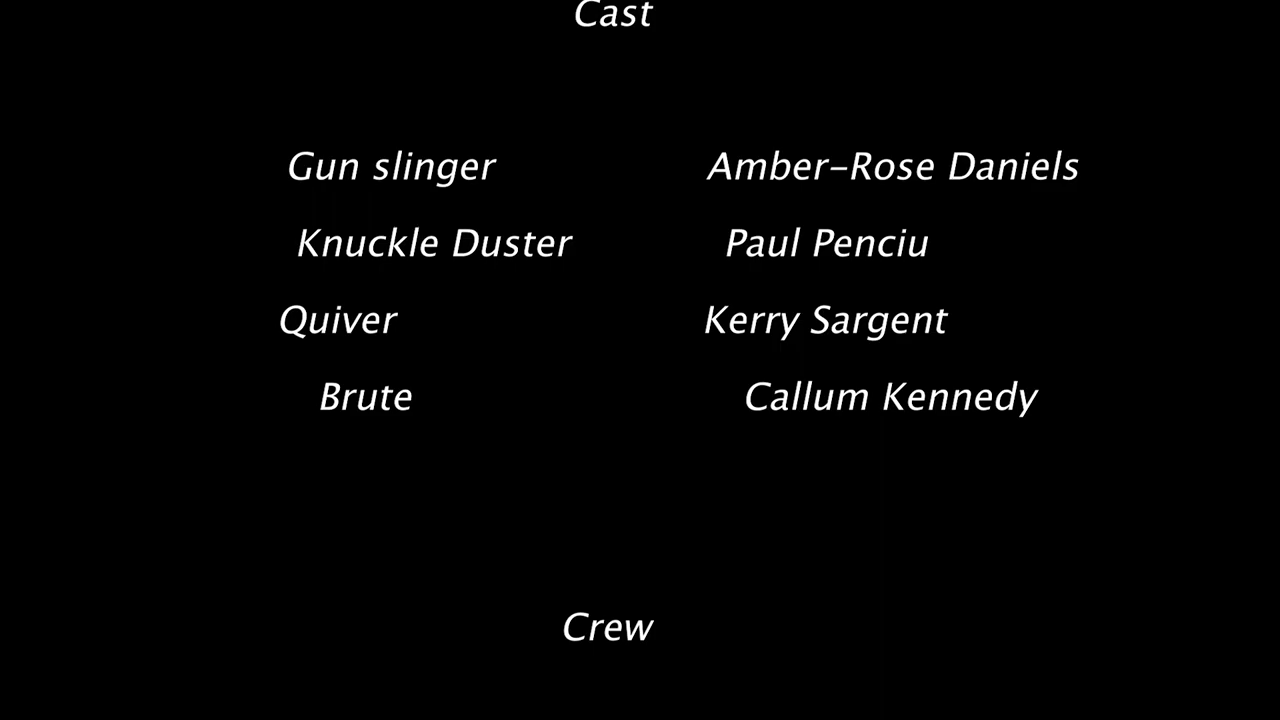 Cast
Gun slinger Amber-Rose Daniels
Knuckle Duster Paul Penciu
Quiver Kerry Sargent
Brute Callum Kennedy
Crew